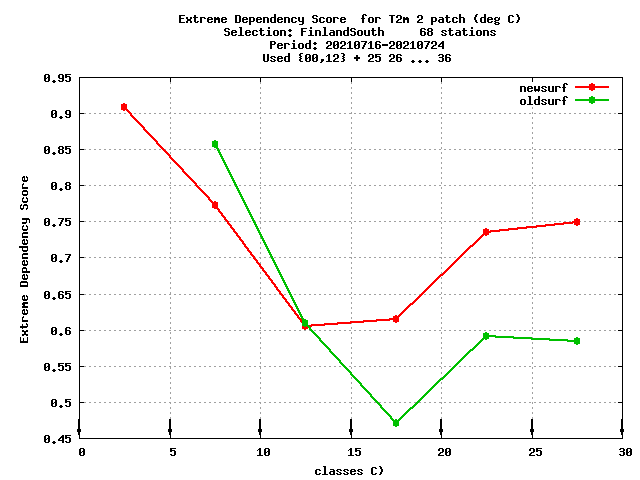 Extreme Dependency Score  for T2m 2 patch (deg C)
Selection: FinlandSouth     68 stations
Period: 20210716-20210724
Used {00,12} + 25 26 ... 36
newsurf
oldsurf
0.95
0.9
0.85
0.8
0.75
0.7
0.65
0.6
0.55
0.5
0.45
Extreme Dependency Score
0 5 10 15 20 25 30
classes C)